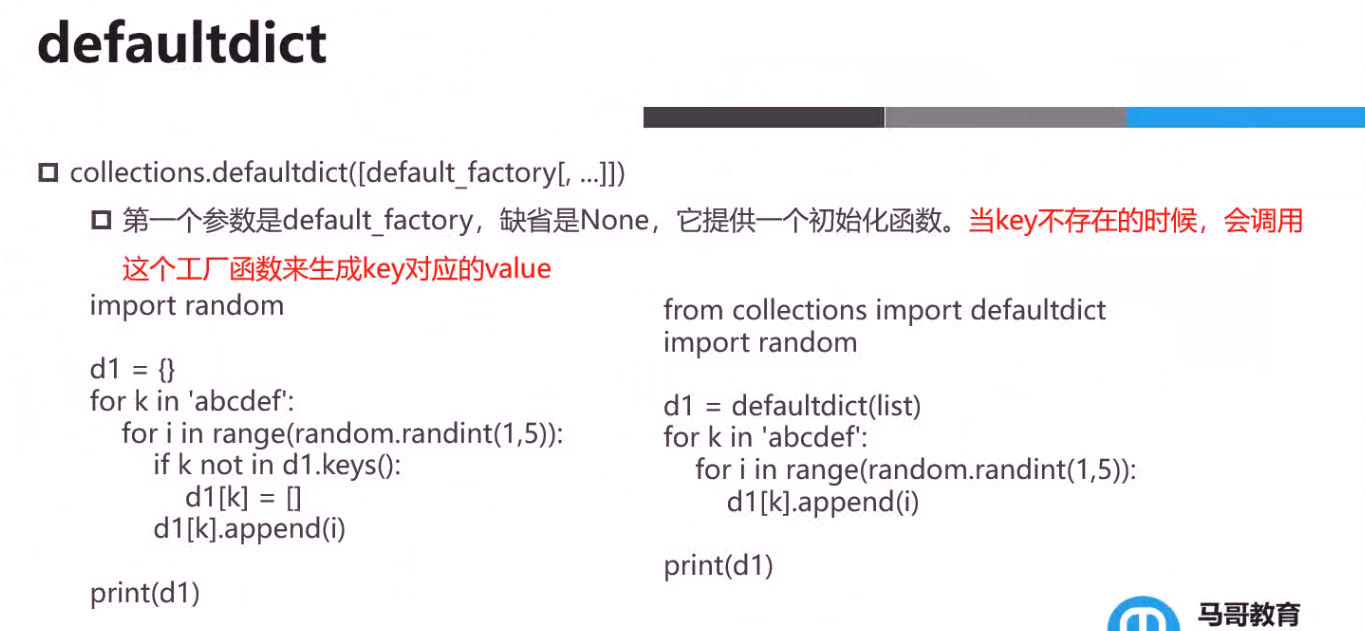 defaultdict
collections.defaultdict([default_factory[, ...]])
第一个参数是default_factory，缺省是None，它提供一个初始化函数。当key不存在的时候，会调用
这个工厂函数来生成key对应的value
import random
d1 = {}
for k in 'abcdef':
for i in range(random.randint(1,5)):
if k not in d1.keys():
d1[k] = []
d1[k].append(i)
print(d1)
from collections import defaultdict
import random
d1 = defaultdict(list)
for k in 'abcdef':
for i in range(random.randint(1,5)):
d1[k].append(i)
print(d1)
马哥教育